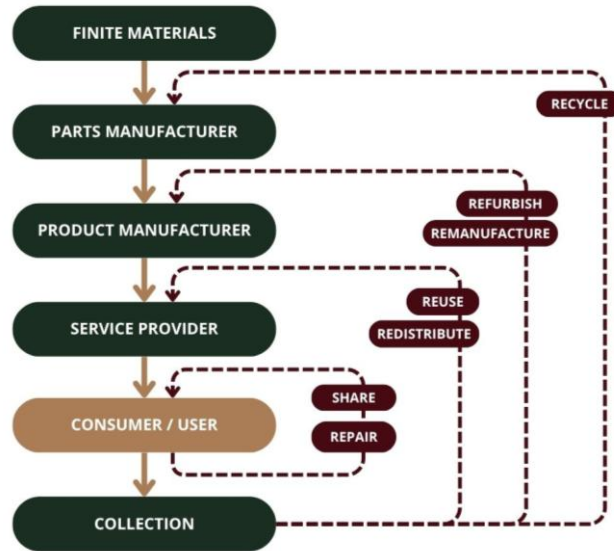 FINITE MATERIALS
RECYCLE
PARTS MANUFACTURER
REFURBISH
REMANUFACTURE
PRODUCT MANUFACTURER
REUSE
REDISTRIBUTE
SERVICE PROVIDER
SHARE
CONSUMER / USER
REPAIR
COLLECTION